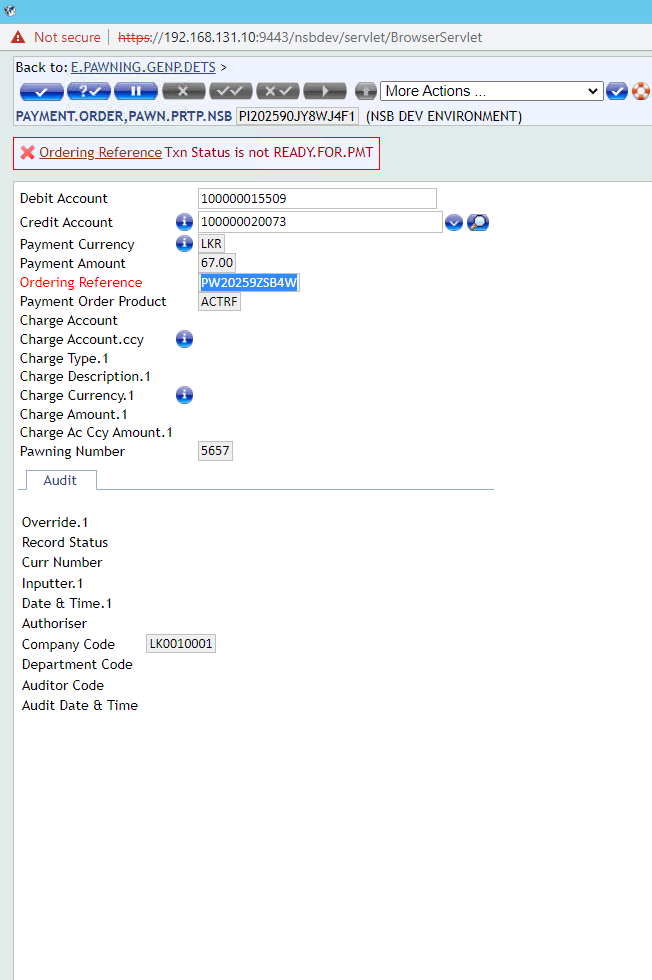 Not secure https://192.168.131.10:9443/nsbdev/servlet/BrowserServlet
Back to: E.PAWNING.GENP.DETS >
More Actions ...
PAYMENT.ORDER,PAWN.PRTP.NSB PI202590JY8WJ4F1 (NSB DEV ENVIRONMENT)
Ordering Reference Txn Status is not READY.FOR.PMT
Debit Account 100000015509
Credit Account 100000020073
Payment Currency LKR
Payment Amount 67.00
Ordering Reference PW20259ZSB4W
Payment Order Product ACTRF
Charge Account
Charge Account.ccy
Charge Type.1
Charge Description.1
Charge Currency.1
Charge Amount.1
Charge Ac Ccy Amount.1
Pawning Number 5657
Audit
Override.1
Record Status
Curr Number
Inputter.1
Date & Time.1
Authoriser
Company Code LK0010001
Department Code
Auditor Code
Audit Date & Time